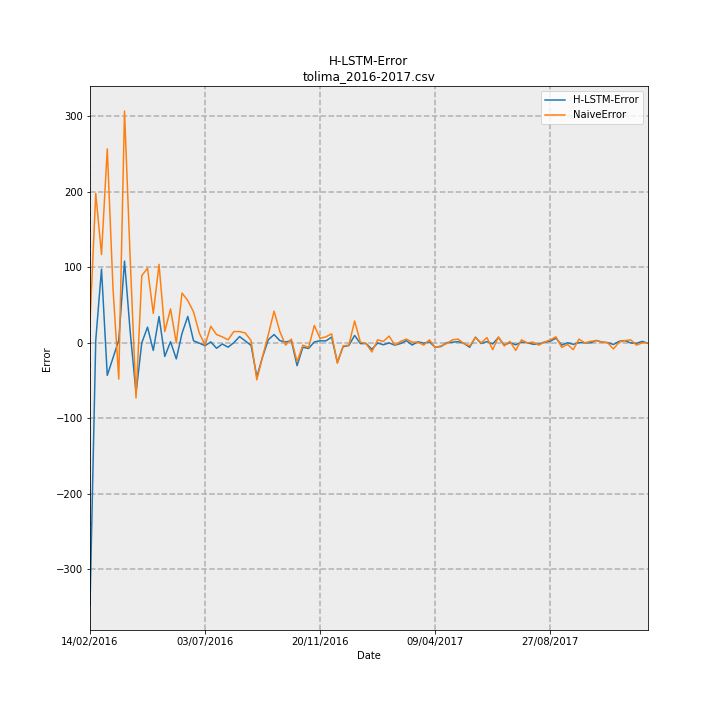 H-LSTM-Error
tolima_2016-2017.csv
H-LSTM-Error
NaiveError
300
200
100
0
−100
−200
−300
Error
14/02/2016
03/07/2016
20/11/2016
09/04/2017
27/08/2017
Date